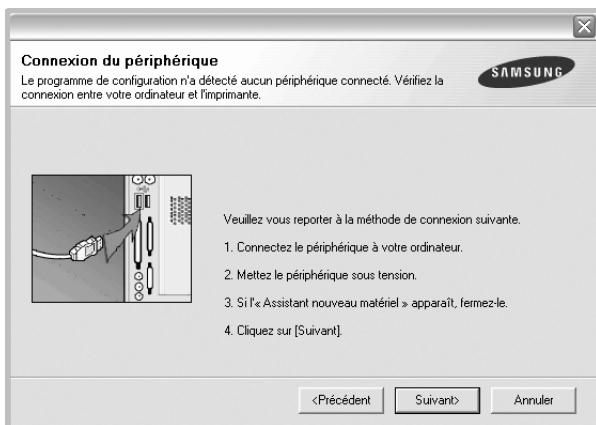 Connexion du périphérique
Le programme de configuration n'a détecté aucun périphérique connecté. Vérifiez la
connexion entre votre ordinateur et l'imprimante.
SAMSUNG
Veuillez vous reporter à la méthode de connexion suivante.
1. Connectez le périphérique à votre ordinateur.
2. Mettez le périphérique sous tension.
3. Si l'« Assistant nouveau matériel » apparaît, fermez-le.
4. Cliquez sur [Suivant].
<Précédent
Suivant>
Annuler